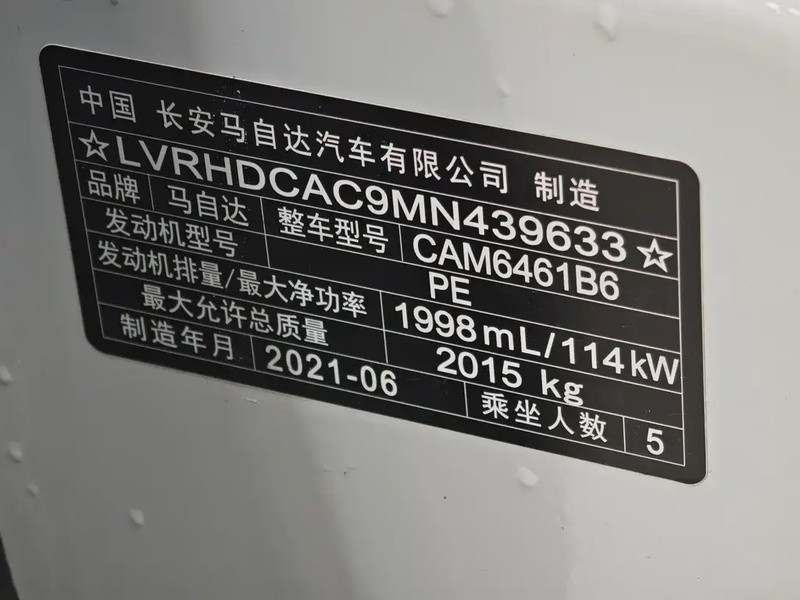 中国 长安马自达汽车有限公司 制造
☆LVRHDCAC9MN439633☆
品牌 马自达 整车型号 CAM6461B6
发动机型号 PE
发动机排量/最大净功率 1998mL/114kW
最大允许总质量 2015 kg
制造年月 2021-06 乘坐人数 5